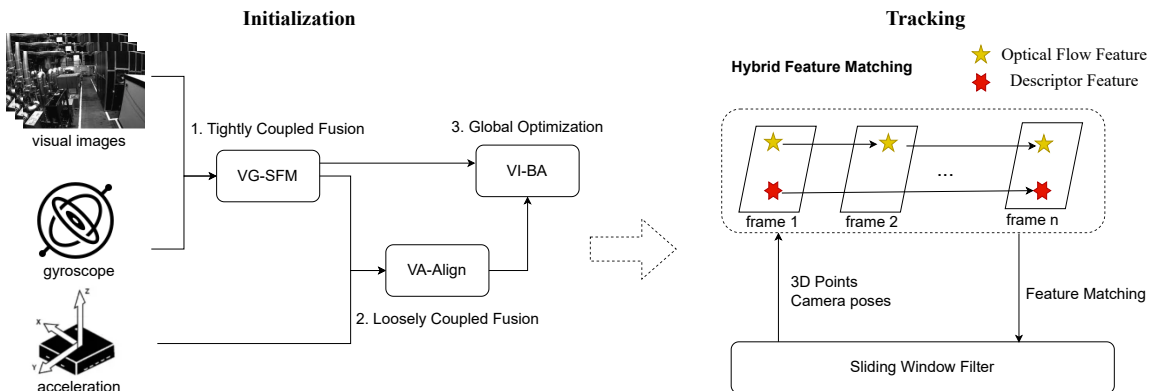 Initialization
visual images
gyroscope
acceleration
Z
X
Y
1. Tightly Coupled Fusion
VG-SFM
3. Global Optimization
VI-BA
VA-Align
2. Loosely Coupled Fusion
Tracking
Optical Flow Feature
Hybrid Feature Matching
Descriptor Feature
...
frame 1
frame 2
frame n
3D Points
Camera poses
Feature Matching
Sliding Window Filter